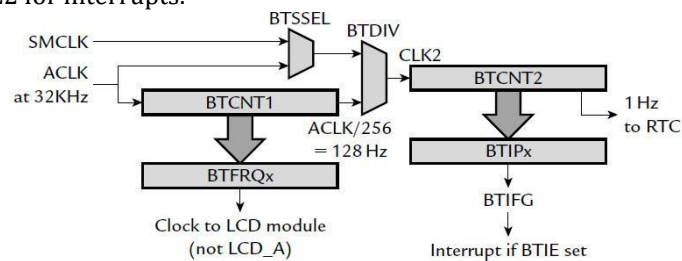 for interrupts.
BTSSEL
BTDIV
SMCLK
CLK2
ACLK
at 32KHz
BTCNT1
BTCNT2
ACLK/256
= 128 Hz
1 Hz
to RTC
BTFRQx
BTIPx
BTIFG
Clock to LCD module
(not LCD_A)
Interrupt if BTIE set